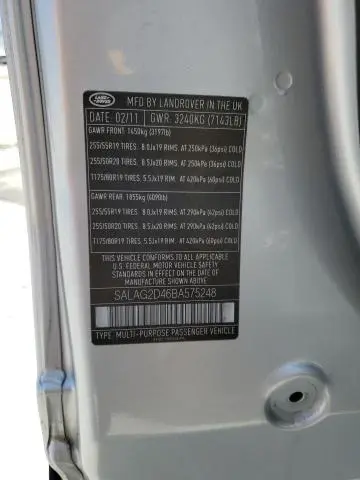 LAND ROVER
MFD BY LANDROVER IN THE UK
DATE: 02/11 GWR: 3240KG (7143LB)
GAWR FRONT: 1450kg (3197lb)
255/55R19 TIRES 8.0Jx19 RIMS AT 250kPa (36psi) COLD
255/50R20 TIRES 8.5Jx20 RIMS AT 250kPa (36psi) COLD
T175/80R19 TIRES 5.5Jx19 RIM. AT 420kPa (60psi) COLD
GAWR REAR: 1855kg (4090lb)
255/55R19 TIRES 8.0Jx19 RIMS AT 290kPa (42psi) COLD
255/50R20 TIRES 8.5Jx20 RIMS AT 290kPa (42psi) COLD
T175/80R19 TIRES 5.5Jx19 RIM. AT 420kPa (60psi) COLD
THIS VEHICLE CONFORMS TO ALL APPLICABLE
U.S. FEDERAL MOTOR VEHICLE SAFETY
STANDARDS IN EFFECT ON THE DATE OF
MANUFACTURE SHOWN ABOVE.
SALAG2D46BA575248
TYPE: MULTI-PURPOSE PASSENGER VEHICLE